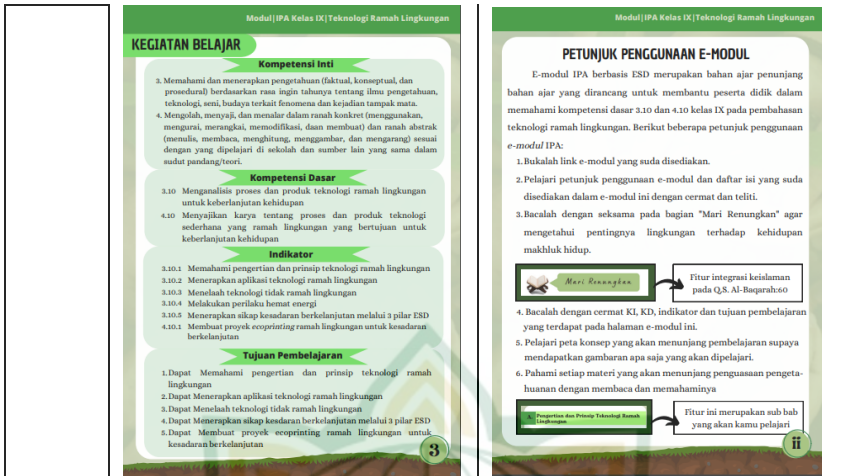 Modul|IPA Kelas IX|Teknologi Ramah Lingkungan
KEGIATAN BELAJAR
Kompetensi Inti
3. Memahami dan menerapkan pengetahuan (faktual, konseptual, dan
prosedural) berdasarkan rasa ingin tahunya tentang ilmu pengetahuan,
teknologi, seni, budaya terkait fenomena dan kejadian tampak mata.
4. Mengolah, menyaji, dan menalar dalam ranah konkret (menggunakan,
mengurai, merangkai, memodifikasi, daan membuat) dan ranah abstrak
(menulis, membaca, menghitung, menggambar, dan mengarang) sesuai
dengan yang dipelajari di sekolah dan sumber lain yang sama dalam
sudut pandang/teori.
Kompetensi Dasar
3.10 Menganalisis proses dan produk teknologi ramah lingkungan
untuk keberlanjutan kehidupan
4.10 Menyajikan karya tentang proses dan produk teknologi
sederhana yang ramah lingkungan yang bertujuan untuk
keberlanjutan kehidupan
Indikator
3.10.1 Memahami pengertian dan prinsip teknologi ramah lingkungan
3.10.2 Menerapkan aplikasi teknologi ramah lingkungan
3.10.3 Menelaah teknologi tidak ramah lingkungan
3.10.4 Melakukan perilaku hemat energi
3.10.5 Menerapkan sikap kesadaran berkelanjutan melalui 3 pilar ESD
4.10.1 Membuat proyek ecoprinting ramah lingkungan untuk kesadaran
berkelanjutan
Tujuan Pembelajaran
1.Dapat Memahami pengertian dan prinsip teknologi ramah
lingkungan
2.Dapat Menerapkan aplikasi teknologi ramah lingkungan
3.Dapat Menelaah teknologi tidak ramah lingkungan
4.Dapat Menerapkan sikap kesdaran berkelanjutan melalui 3 pilar ESD
5.Dapat Membuat proyek ecoprinting ramah lingkungan untuk
kesadaran berkelanjutan
3
Modul|IPA Kelas IX|Teknologi Ramah Lingkungan
PETUNJUK PENGGUNAAN E-MODUL
E-modul IPA berbasis ESD merupakan bahan ajar penunjang
bahan ajar yang dirancang untuk membantu peserta didik dalam
memahami kompetensi dasar 3.10 dan 4.10 kelas IX pada pembahasan
teknologi ramah lingkungan. Berikut beberapa petunjuk penggunaan
e-modul IPA:
1. Bukalah link e-modul yang suda disediakan.
2. Pelajari petunjuk penggunaan e-modul dan daftar isi yang suda
disediakan dalam e-modul ini dengan cermat dan teliti.
3. Bacalah dengan seksama pada bagian "Mari Renungkan" agar
mengetahui pentingnya lingkungan terhadap kehidupan
makhluk hidup.
Mari Renungkan
Fitur integrasi keislaman
pada Q.S. Al-Baqarah:60
4. Bacalah dengan cermat KI, KD, indikator dan tujuan pembelajaran
yang terdapat pada halaman e-modul ini.
5. Pelajari peta konsep yang akan menunjang pembelajaran supaya
mendapatkan gambaran apa saja yang akan dipelajari.
6. Pahami setiap materi yang akan menunjang penguasaan pengeta-
huanan dengan membaca dan memahaminya
Pengertian dan Prinsip Teknologi Ramah
Lingkungan
Fitur ini merupakan sub bab
yang akan kamu pelajari
ii